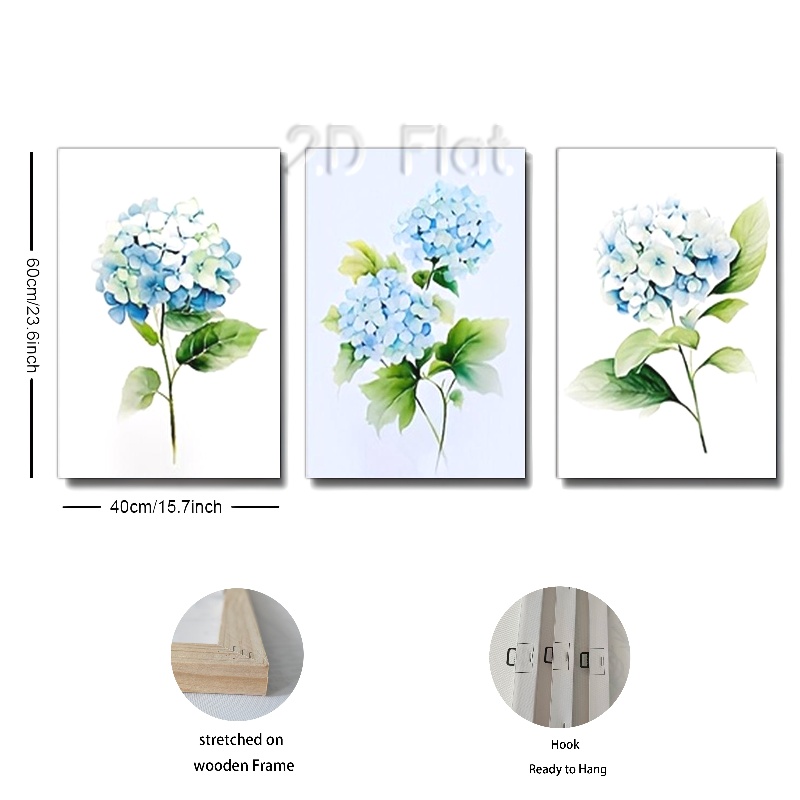 2D Flat
60cm/23.6inch
40cm/15.7inch
stretched on
wooden Frame
Hook
Ready to Hang